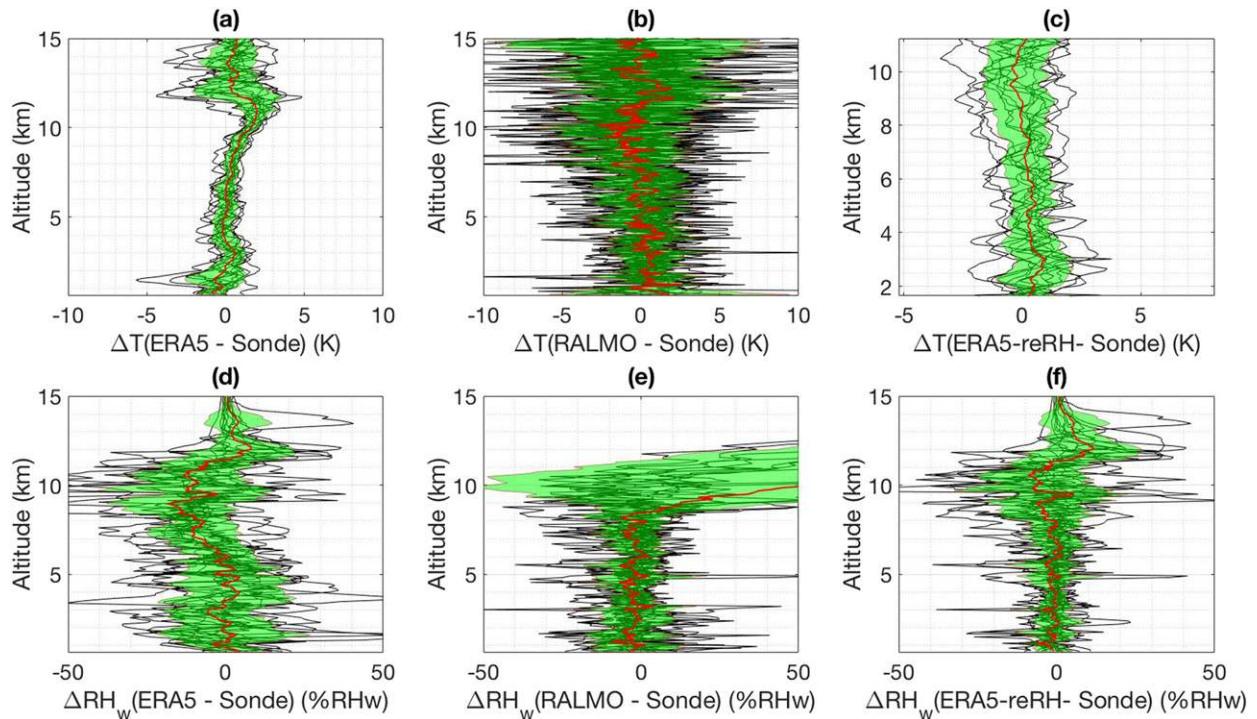 (a) (b) (c)
15 15
10 10 10
8
6
5 5
4
2
Altitude (km) Altitude (km) Altitude (km)
-10 -5 0 5 10 -10 -5 0 5 10 -5 0 5
ΔT(ERA5 - Sonde) (K) ΔT(RALMO - Sonde) (K) ΔT(ERA5-reRH- Sonde) (K)
(d) (e) (f)
15 15 15
10 10 10
5 5 5
Altitude (km) Altitude (km) Altitude (km)
-50 0 50 -50 0 50 -50 0 50
ΔRHw(ERA5 - Sonde) (%RHw) ΔRHw(RALMO - Sonde) (%RHw) ΔRHw(ERA5-reRH- Sonde) (%RHw)